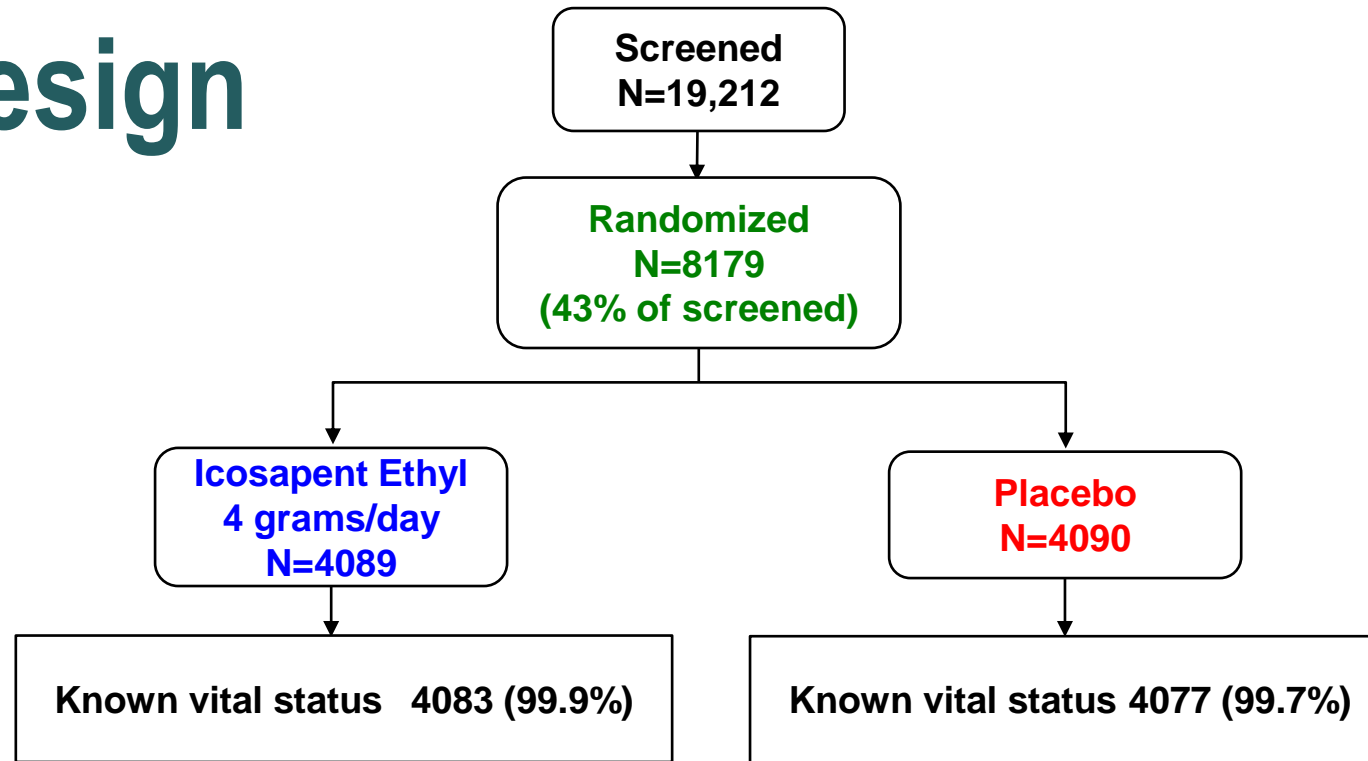 esign
Screened
N=19,212
Randomized
N=8179
(43% of screened)
Icosapent Ethyl
4 grams/day
N=4089
Placebo
N=4090
Known vital status 4083 (99.9%)
Known vital status 4077 (99.7%)